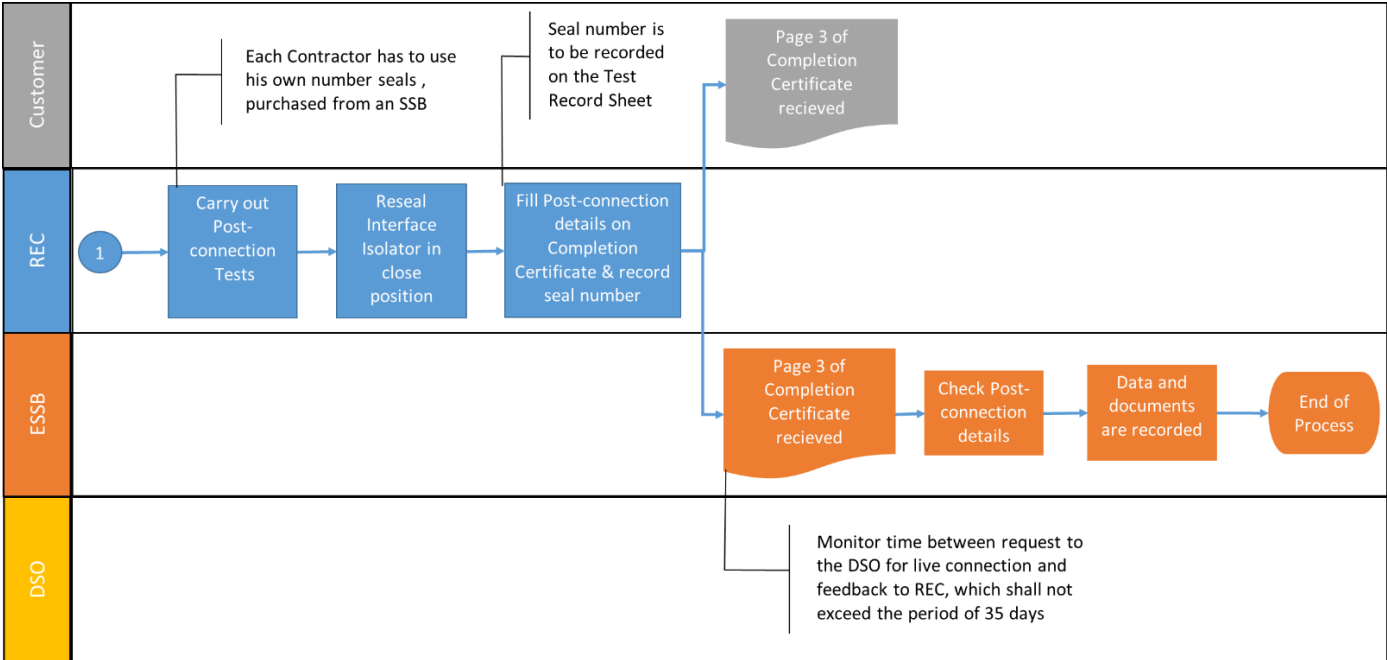 Customer
Each Contractor has to use
his own number seals ,
purchased from an SSB
Seal number is
to be recorded
on the Test
Record Sheet
Page 3 of
Completion
Certificate
recieved
REC
1
Carry out
Post-
connection
Tests
Reseal
Interface
Isolator in
close
position
Fill Post-connection
details on
Completion
Certificate & record
seal number
ESSB
Page 3 of
Completion
Certificate
recieved
Check Post-
connection
details
Data and
documents
are recorded
End of
Process
DSO
Monitor time between request to
the DSO for live connection and
feedback to REC, which shall not
exceed the period of 35 days